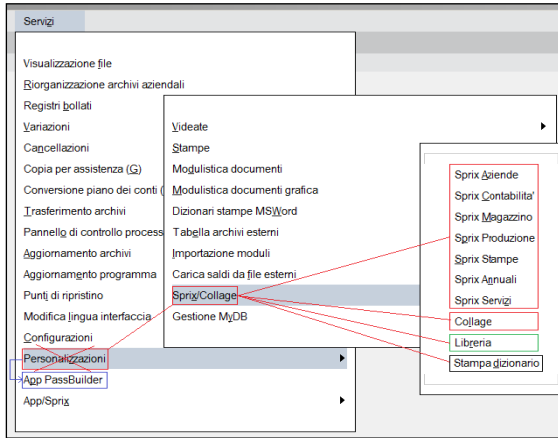 Servizi
Visualizzazione file
Riorganizzazione archivi aziendali
Registri bollati
Variazioni
Cancellazioni
Copia per assistenza (G)
Conversione piano dei conti (
Trasferimento archivi
Pannello di controllo process
Aggiornamento archivi
Aggiornamento programma
Punti di ripristino
Modifica lingua interfaccia
Configurazioni
Personalizzazioni
App PassBuilder
App/Sprix
Videate
Stampe
Modulistica documenti
Modulistica documenti grafica
Dizionari stampe MSWord
Tabella archivi esterni
Importazione moduli
Carica saldi da file esterni
Sprix/Collage
Gestione MyDB
Sprix Aziende
Sprix Contabilita'
Sprix Magazzino
Sprix Produzione
Sprix Stampe
Sprix Annuali
Sprix Servizi
Collage
Libreria
Stampa dizionario